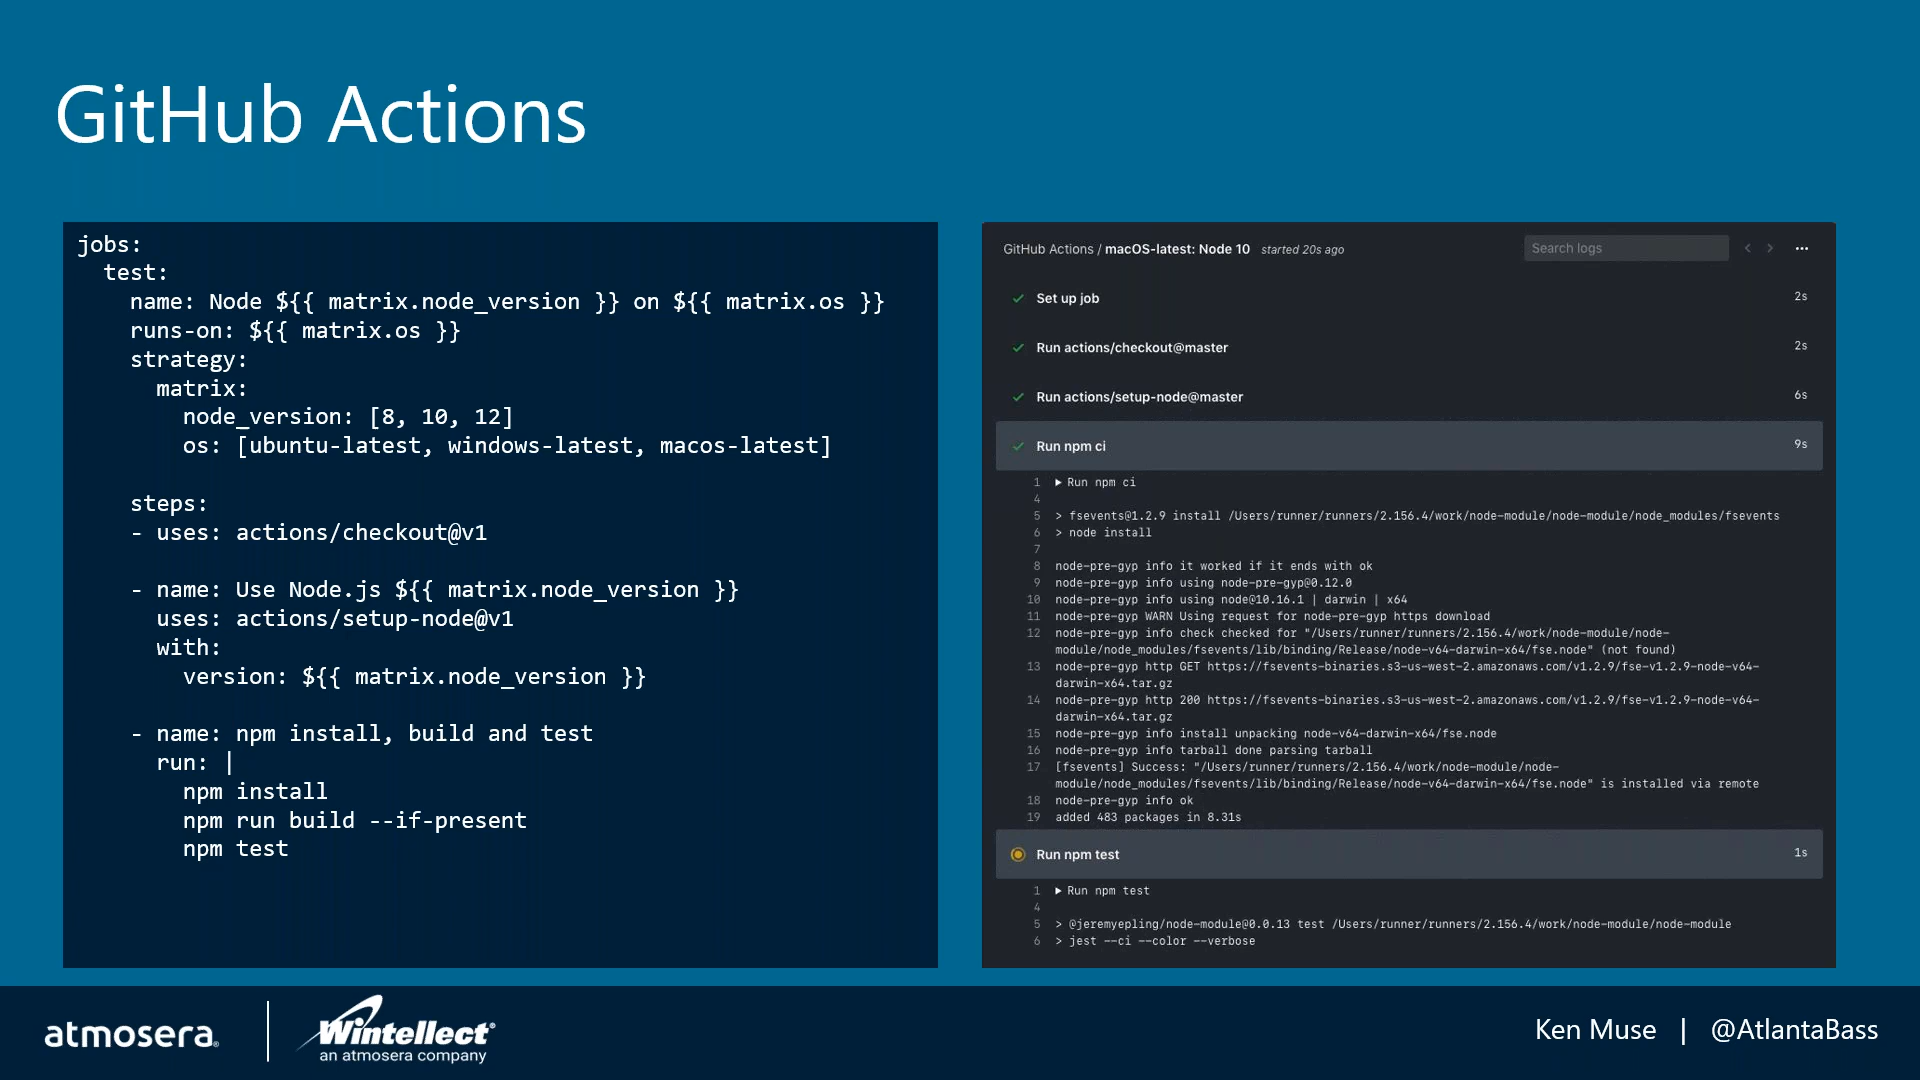 GitHub Actions
jobs:
  test:
    name: Node ${{ matrix.node_version }} on ${{ matrix.os }}
    runs-on: ${{ matrix.os }}
    strategy:
      matrix:
        node_version: [8, 10, 12]
        os: [ubuntu-latest, windows-latest, macos-latest]
    steps:
    - uses: actions/checkout@v1
    - name: Use Node.js ${{ matrix.node_version }}
      uses: actions/setup-node@v1
      with:
        version: ${{ matrix.node_version }}
    - name: npm install, build and test
      run: |
        npm install
        npm run build --if-present
        npm test
GitHub Actions / macOS-latest: Node 10 started 20s ago Search logs < > ...
Set up job 2s
Run actions/checkout@master 2s
Run actions/setup-node@master 6s
Run npm ci 9s
1 ▶ Run npm ci
4
5 > fsevents@1.2.9 install /Users/runner/runners/2.156.4/work/node-module/node-module/node_modules/fsevents
6 > node install
7
8 node-pre-gyp info it worked if it ends with ok
9 node-pre-gyp info using node-pre-gyp@0.12.0
10 node-pre-gyp info using node@10.16.1 | darwin | x64
11 node-pre-gyp WARN Using request for node-pre-gyp https download
12 node-pre-gyp info check checked for "/Users/runner/runners/2.156.4/work/node-module/node-
module/node_modules/fsevents/lib/binding/Release/node-v64-darwin-x64/fse.node" (not found)
13 node-pre-gyp http GET https://fsevents-binaries.s3-us-west-2.amazonaws.com/v1.2.9/fse-v1.2.9-node-v64-
darwin-x64.tar.gz
14 node-pre-gyp http 200 https://fsevents-binaries.s3-us-west-2.amazonaws.com/v1.2.9/fse-v1.2.9-node-v64-
darwin-x64.tar.gz
15 node-pre-gyp info install unpacking node-v64-darwin-x64/fse.node
16 node-pre-gyp info tarball done parsing tarball
17 [fsevents] Success: "/Users/runner/runners/2.156.4/work/node-module/node-
module/node_modules/fsevents/lib/binding/Release/node-v64-darwin-x64/fse.node" is installed via remote
18 node-pre-gyp info ok
19 added 483 packages in 8.31s
Run npm test 1s
1 ▶ Run npm test
4
5 > @jeremyepling/node-module@0.0.13 test /Users/runner/runners/2.156.4/work/node-module/node-module
6 > jest --ci --color --verbose
atmosera.
Wintellect®
an atmosera company
Ken Muse | @AtlantaBass